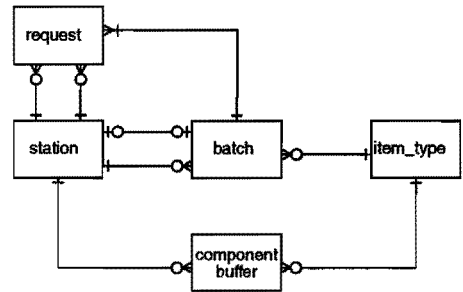 request
station
batch
item_type
component
buffer